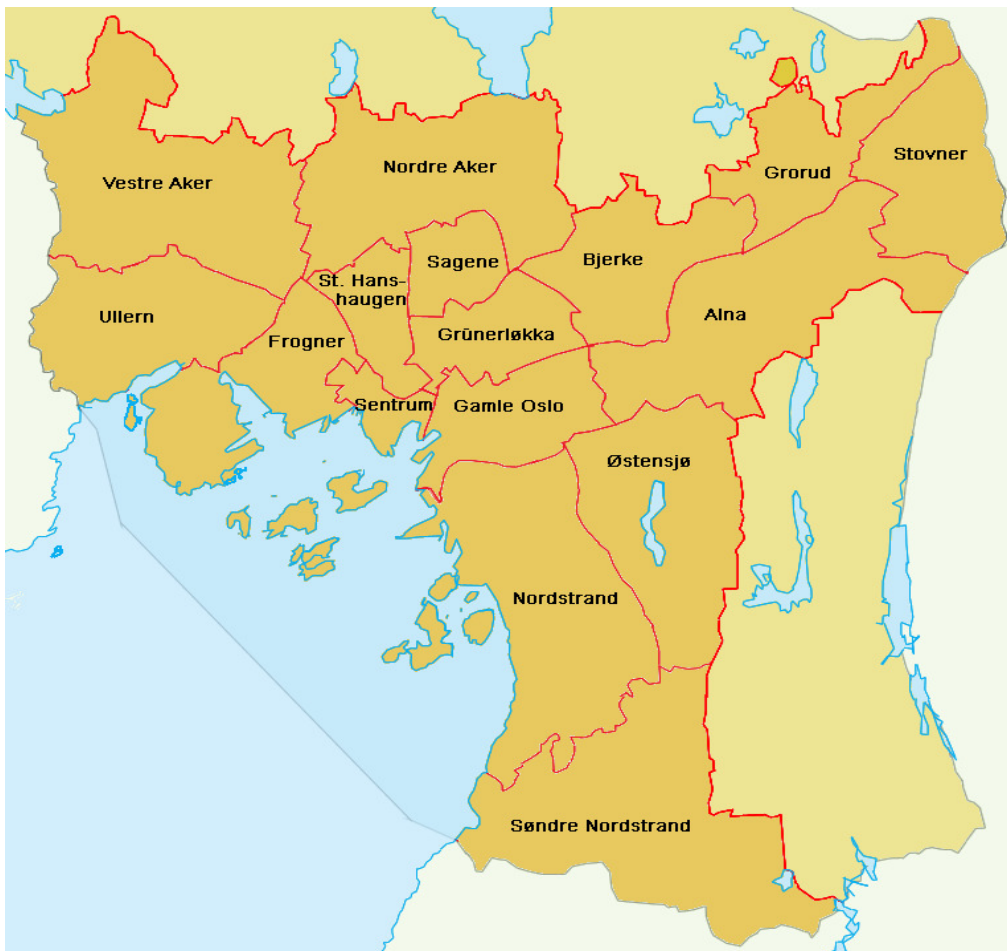 Stovner
Nordre Aker
Grorud
Vestre Aker
Sagene
Bjerke
St. Hans-
haugen
Ullern
Alna
Grünerløkka
Frogner
Sentrum
Gamle Oslo
Østensjø
Nordstrand
Søndre Nordstrand